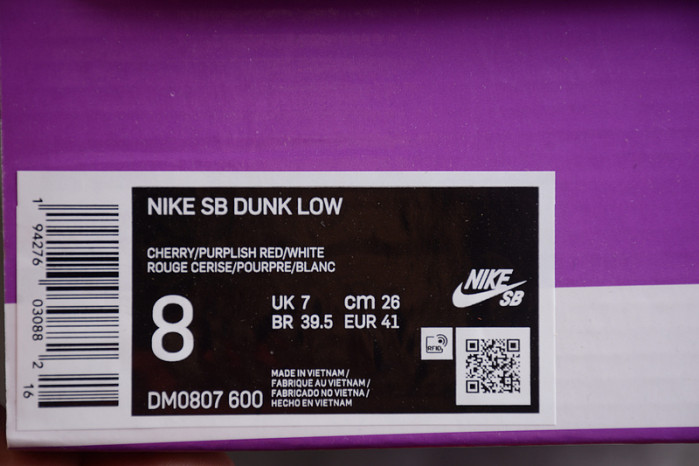 NIKE SB DUNK LOW
CHERRY/PURPLISH RED/WHITE
ROUGE CERISE/POURPRE/BLANC
8
UK 7 cm 26
BR 39.5 EUR 41
DM0807 600
MADE IN VIETNAM /
FABRIQUE AU VIETNAM /
FABRICADO NO VIETNA /
HECHO EN VIETNAM
NIKE
SB
RFID
1 94276 03088 2 16